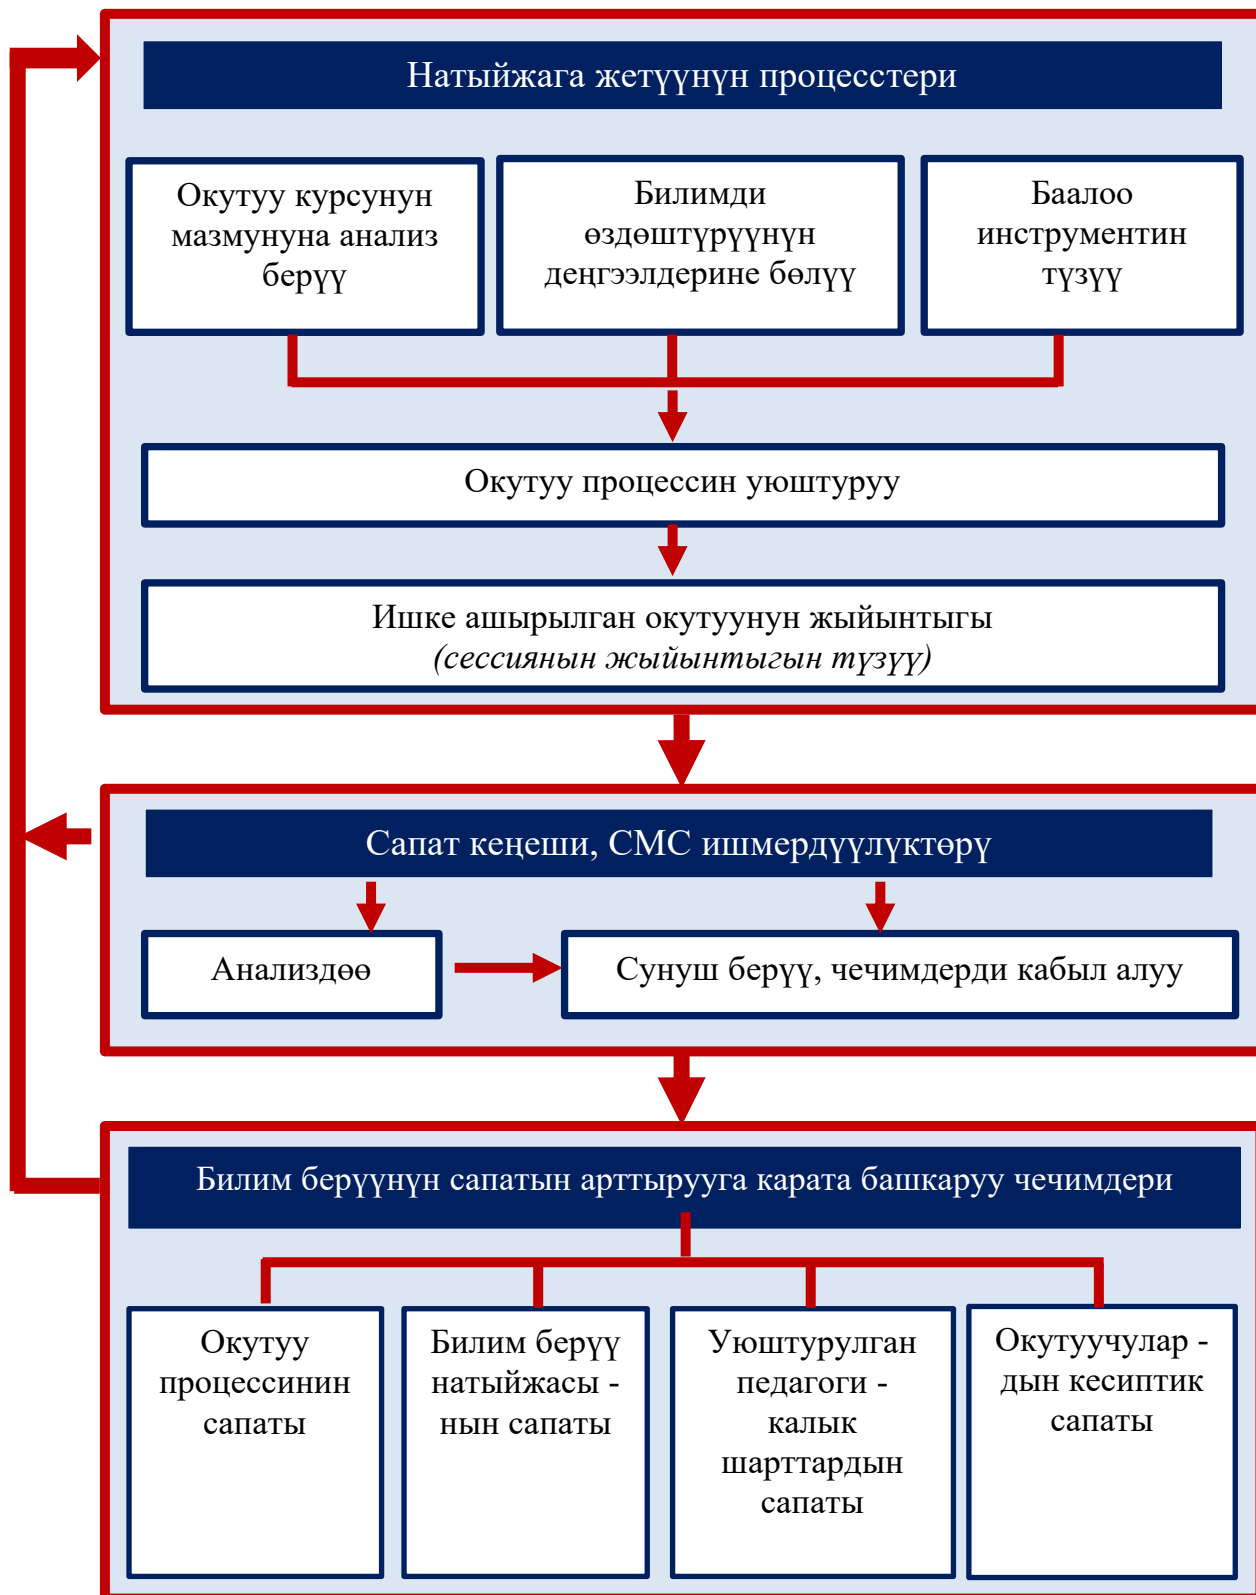 Натыйжага жетүүнүн процесстери
Окутуу курсунун
мазмунуна анализ
берүү
Билимди
өздөштүрүүнүн
деңгээлдерине бөлүү
Баалоо
инструментин
түзүү
Окутуу процессин уюштуруу
Ишке ашырылган окутуунун жыйынтыгы
(сессиянын жыйынтыгын түзүү)
Сапат кеңеши, СМС ишмердүүлүктөрү
Анализдөө
Сунуш берүү, чечимдерди кабыл алуу
Билим берүүнүн сапатын арттырууга карата башкаруу чечимдери
Окутуу
процессинин
сапаты
Билим берүү
натыйжасы -
нын сапаты
Уюштурулган
педагоги -
калык
шарттардын
сапаты
Окутуучулар -
дын кесиптик
сапаты